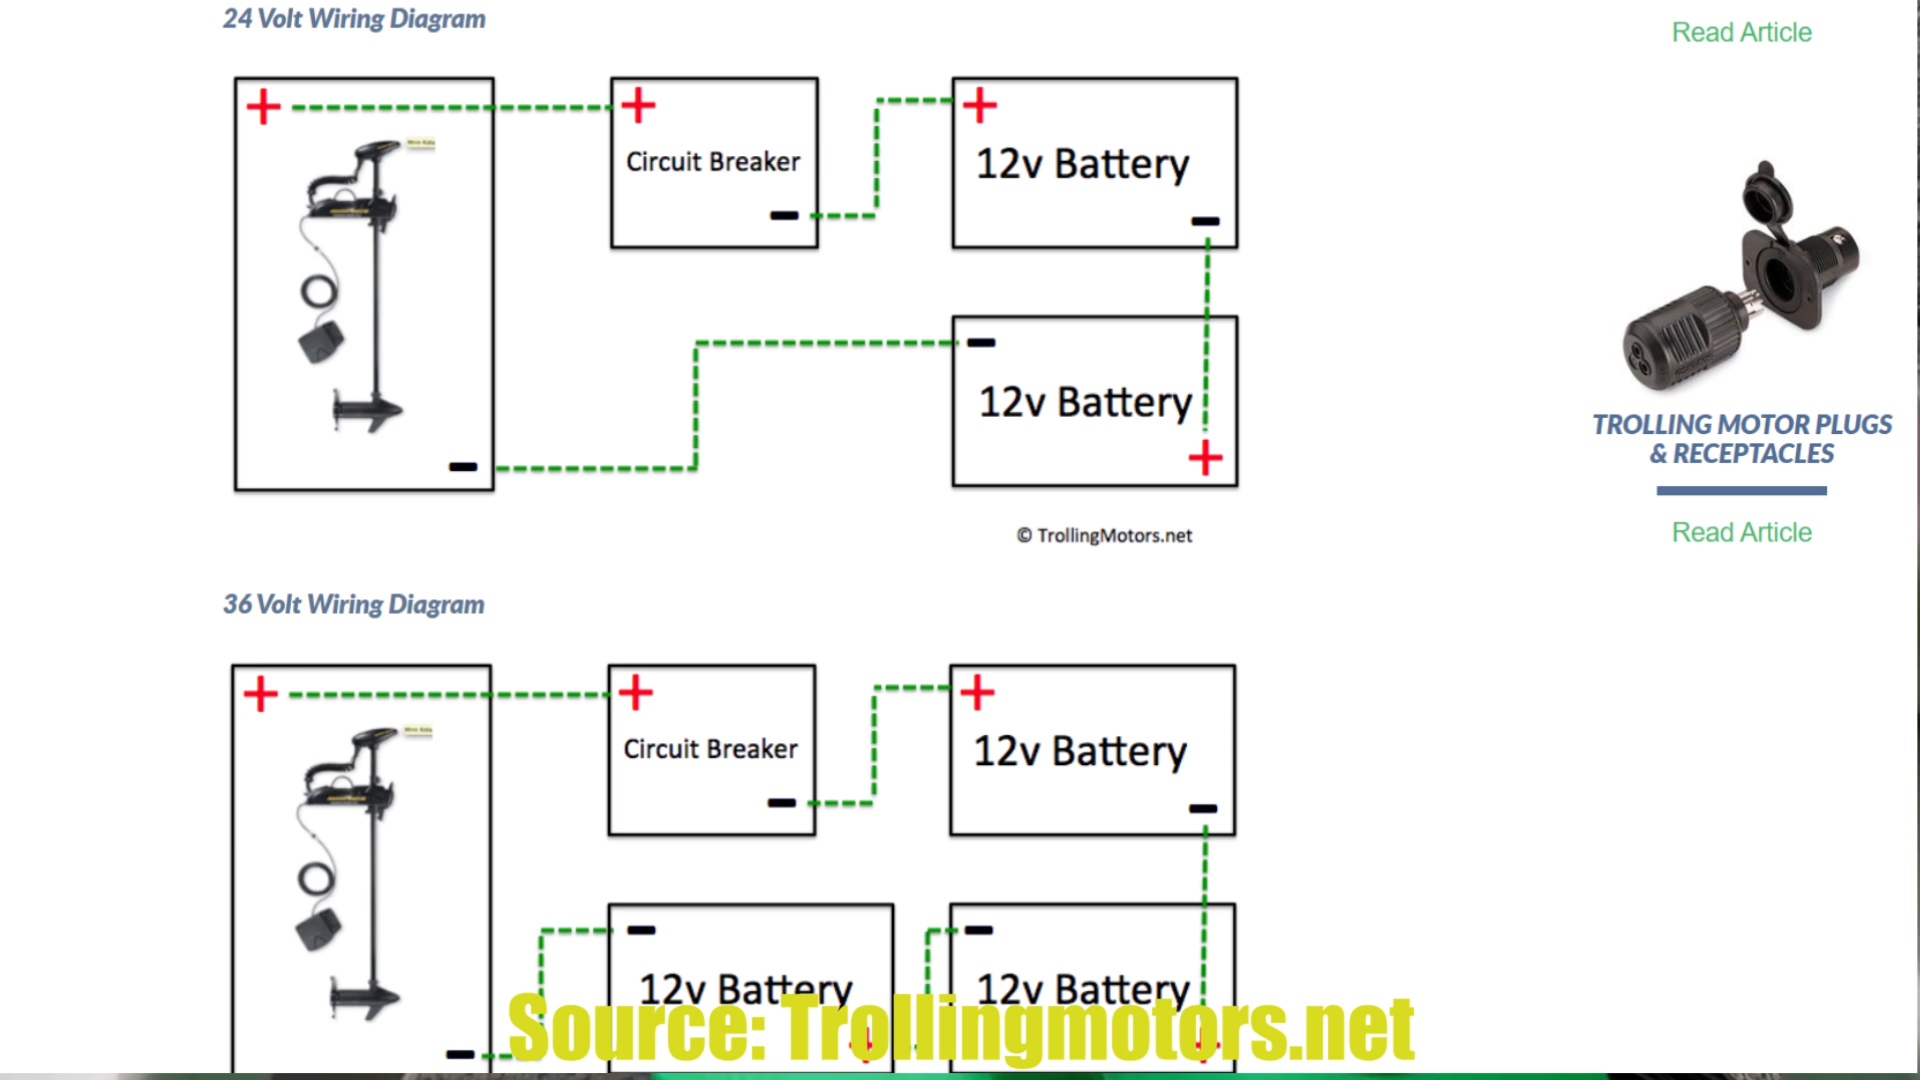 24 Volt Wiring Diagram
Read Article
+
+
Circuit Breaker
-
+
12v Battery
-
-
12v Battery
+
-
TROLLING MOTOR PLUGS
& RECEPTACLES
Read Article
© TrollingMotors.net
36 Volt Wiring Diagram
+
+
Circuit Breaker
-
+
12v Battery
-
-
12v Battery
+
-
12v Battery
+
-
Source: Trollingmotors.net